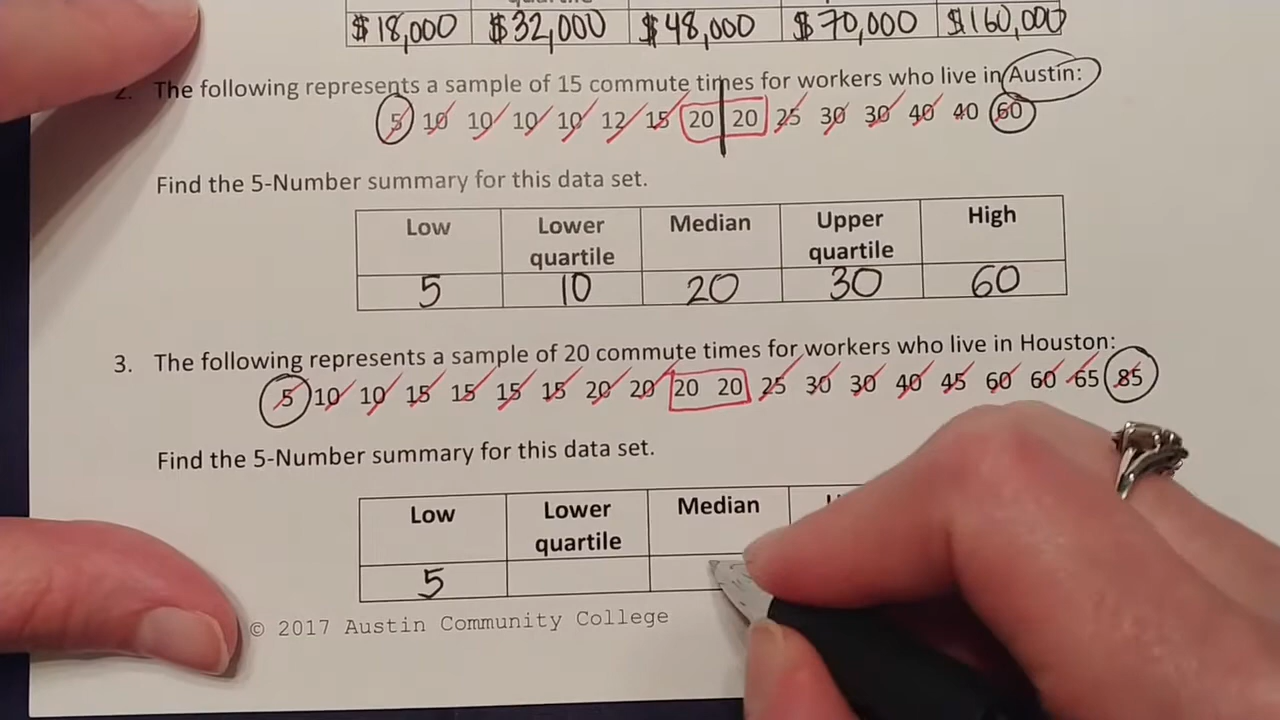 $18,000 $32,000 $48,000 $70,000 $160,000
2. The following represents a sample of 15 commute times for workers who live in Austin:
5 10 10 10 10 12 15 20 20 25 30 30 40 40 60
Find the 5-Number summary for this data set.
Low Lower quartile Median Upper quartile High
5 10 20 30 60
3. The following represents a sample of 20 commute times for workers who live in Houston:
5 10 10 15 15 15 15 20 20 20 20 25 30 30 40 45 60 60 65 85
Find the 5-Number summary for this data set.
Low Lower quartile Median
5
© 2017 Austin Community College